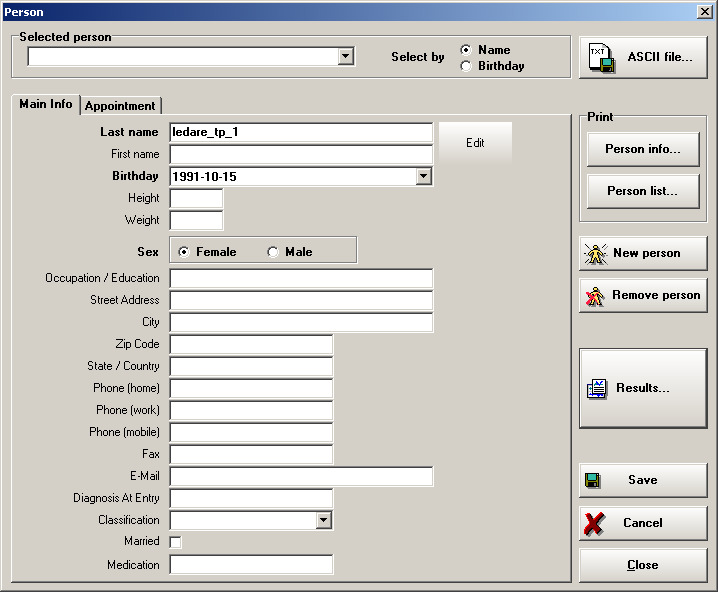 Person
Selected person
Select by
Name
Birthday
TXT
ASCII file...
Main Info
Appointment
Last name
ledare_tp_1
Edit
First name
Birthday
1991-10-15
Height
Weight
Sex
Female
Male
Occupation / Education
Street Address
City
Zip Code
State / Country
Phone (home)
Phone (work)
Phone (mobile)
Fax
E-Mail
Diagnosis At Entry
Classification
Married
Medication
Print
Person info...
Person list...
New person
Remove person
Results...
Save
Cancel
Close